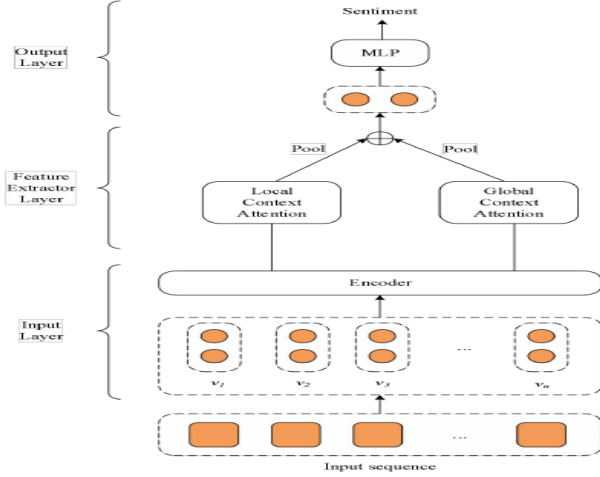 Sentiment
Output
Layer
MLP
Pool
Pool
Feature
Extractor
Layer
Local
Context
Attention
Global
Context
Attention
Encoder
Input
Layer
...
v1
v2
v3
vn
...
Input sequence